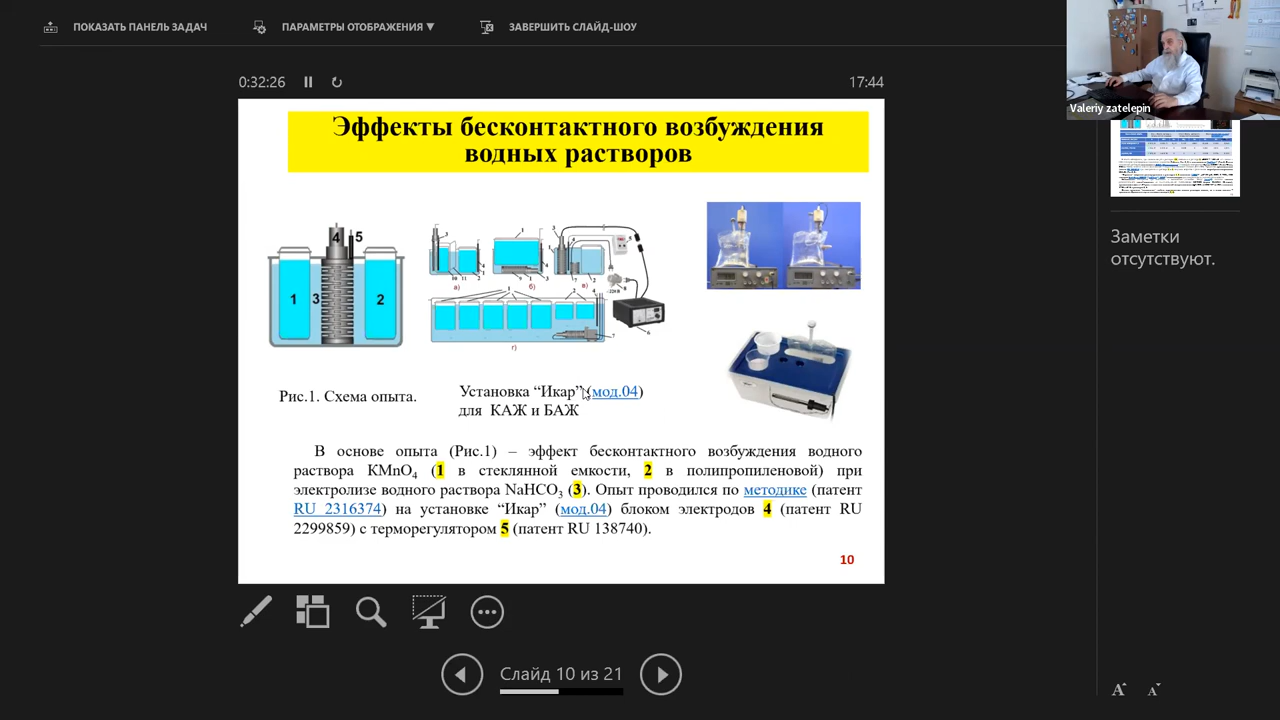 ПОКАЗАТЬ ПАНЕЛЬ ЗАДАЧ
ПАРАМЕТРЫ ОТОБРАЖЕНИЯ ▼
ЗАВЕРШИТЬ СЛАЙД-ШОУ
Valeriy zatelepin
0:32:26
17:44
Эффекты бесконтактного возбуждения
водных растворов
4 5
1 3 2
а)
б)
в)
г)
Рис.1. Схема опыта.
Установка “Икар” (мод.04)
для КАЖ и БАЖ
В основе опыта (Рис.1) – эффект бесконтактного возбуждения водного
раствора KMnO4 (1 в стеклянной емкости, 2 в полипропиленовой) при
электролизе водного раствора NaHCO3 (3). Опыт проводился по методике (патент
RU 2316374) на установке “Икар” (мод.04) блоком электродов 4 (патент RU
2299859) с терморегулятором 5 (патент RU 138740).
10
Заметки
отсутствуют.
Слайд 10 из 21
A A